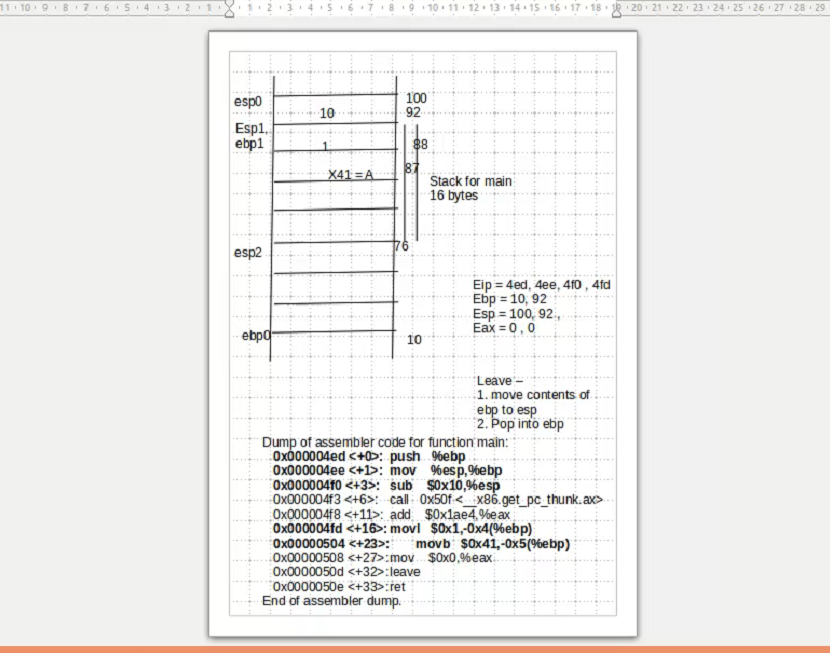 11 10 9 8 7 6 5 4 3 2 1 1 2 3 4 5 6 7 8 9 10 11 12 13 14 15 16 17 18 19 20 21 22 23 24 25 26 27 28 29
esp0
100
10
92
Esp1,
ebp1
1
88
87
X41 = A
Stack for main
16 bytes
76
esp2
Eip = 4ed, 4ee, 4f0 , 4fd
Ebp = 10, 92
Esp = 100, 92 ,
Eax = 0 , 0
ebp0
10
Leave –
1. move contents of
ebp to esp
2. Pop into ebp
Dump of assembler code for function main:
0x000004ed <+0>: push %ebp
0x000004ee <+1>: mov %esp,%ebp
0x000004f0 <+3>: sub $0x10,%esp
0x000004f3 <+6>: call 0x50f <__x86.get_pc_thunk.ax>
0x000004f8 <+11>: add $0x1ae4,%eax
0x000004fd <+16>: movl $0x1,-0x4(%ebp)
0x00000504 <+23>: movb $0x41,-0x5(%ebp)
0x00000508 <+27>: mov $0x0,%eax
0x0000050d <+32>: leave
0x0000050e <+33>: ret
End of assembler dump.